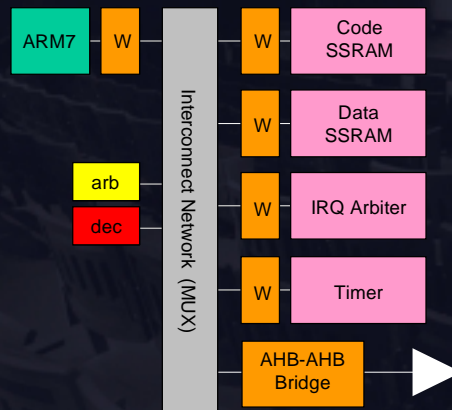 ARM7
W
W
Code
SSRAM
W
Data
SSRAM
Interconnect Network (MUX)
arb
dec
W
IRQ Arbiter
W
Timer
AHB-AHB
Bridge